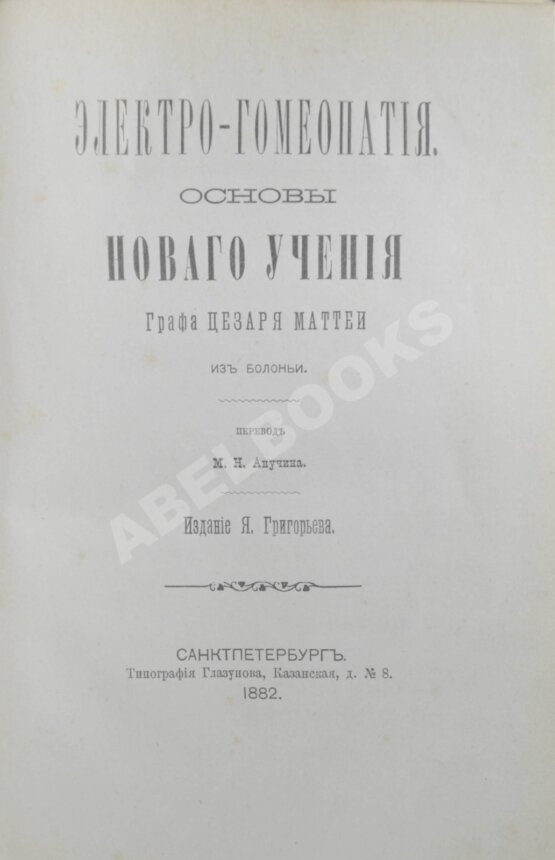 ЭЛЕКТРО-ГОМЕОПАТІЯ.
ОСНОВЫ
НОВАГО УЧЕНІЯ
Графа ЦЕЗАРЯ МАТТЕИ
ИЗЪ БОЛОНЬИ.
ПЕРЕВОДЪ
М. Н. Анучина.
Изданіе Я. Григорьева.
САНКТПЕТЕРБУРГЪ.
Типографія Глазунова, Казанская, д. № 8.
1882.
ABELBOOKS